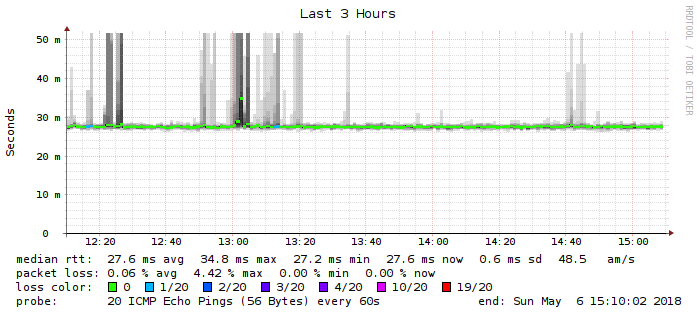 Last 3 Hours
RRDTOOL / TOBI OETIKER
Seconds
50 m
40 m
30 m
20 m
10 m
0
12:20 12:40 13:00 13:20 13:40 14:00 14:20 14:40 15:00
median rtt: 27.6 ms avg 34.8 ms max 27.2 ms min 27.6 ms now 0.6 ms sd 48.5 am/s
packet loss: 0.06 % avg 4.42 % max 0.00 % min 0.00 % now
loss color: 0 1/20 2/20 3/20 4/20 10/20 19/20
probe: 20 ICMP Echo Pings (56 Bytes) every 60s end: Sun May 6 15:10:02 2018